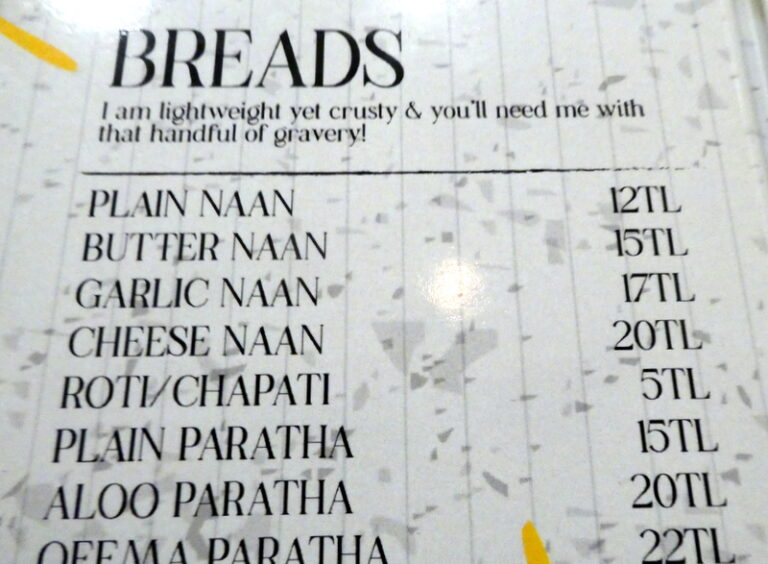 BREADS
I am lightweight yet crusty & you'll need me with
that handful of gravery!
PLAIN NAAN 12TL
BUTTER NAAN 15TL
GARLIC NAAN 17TL
CHEESE NAAN 20TL
ROTI/CHAPATI 5TL
PLAIN PARATHA 15TL
ALOO PARATHA 20TL
QEEMA PARATHA 22TL